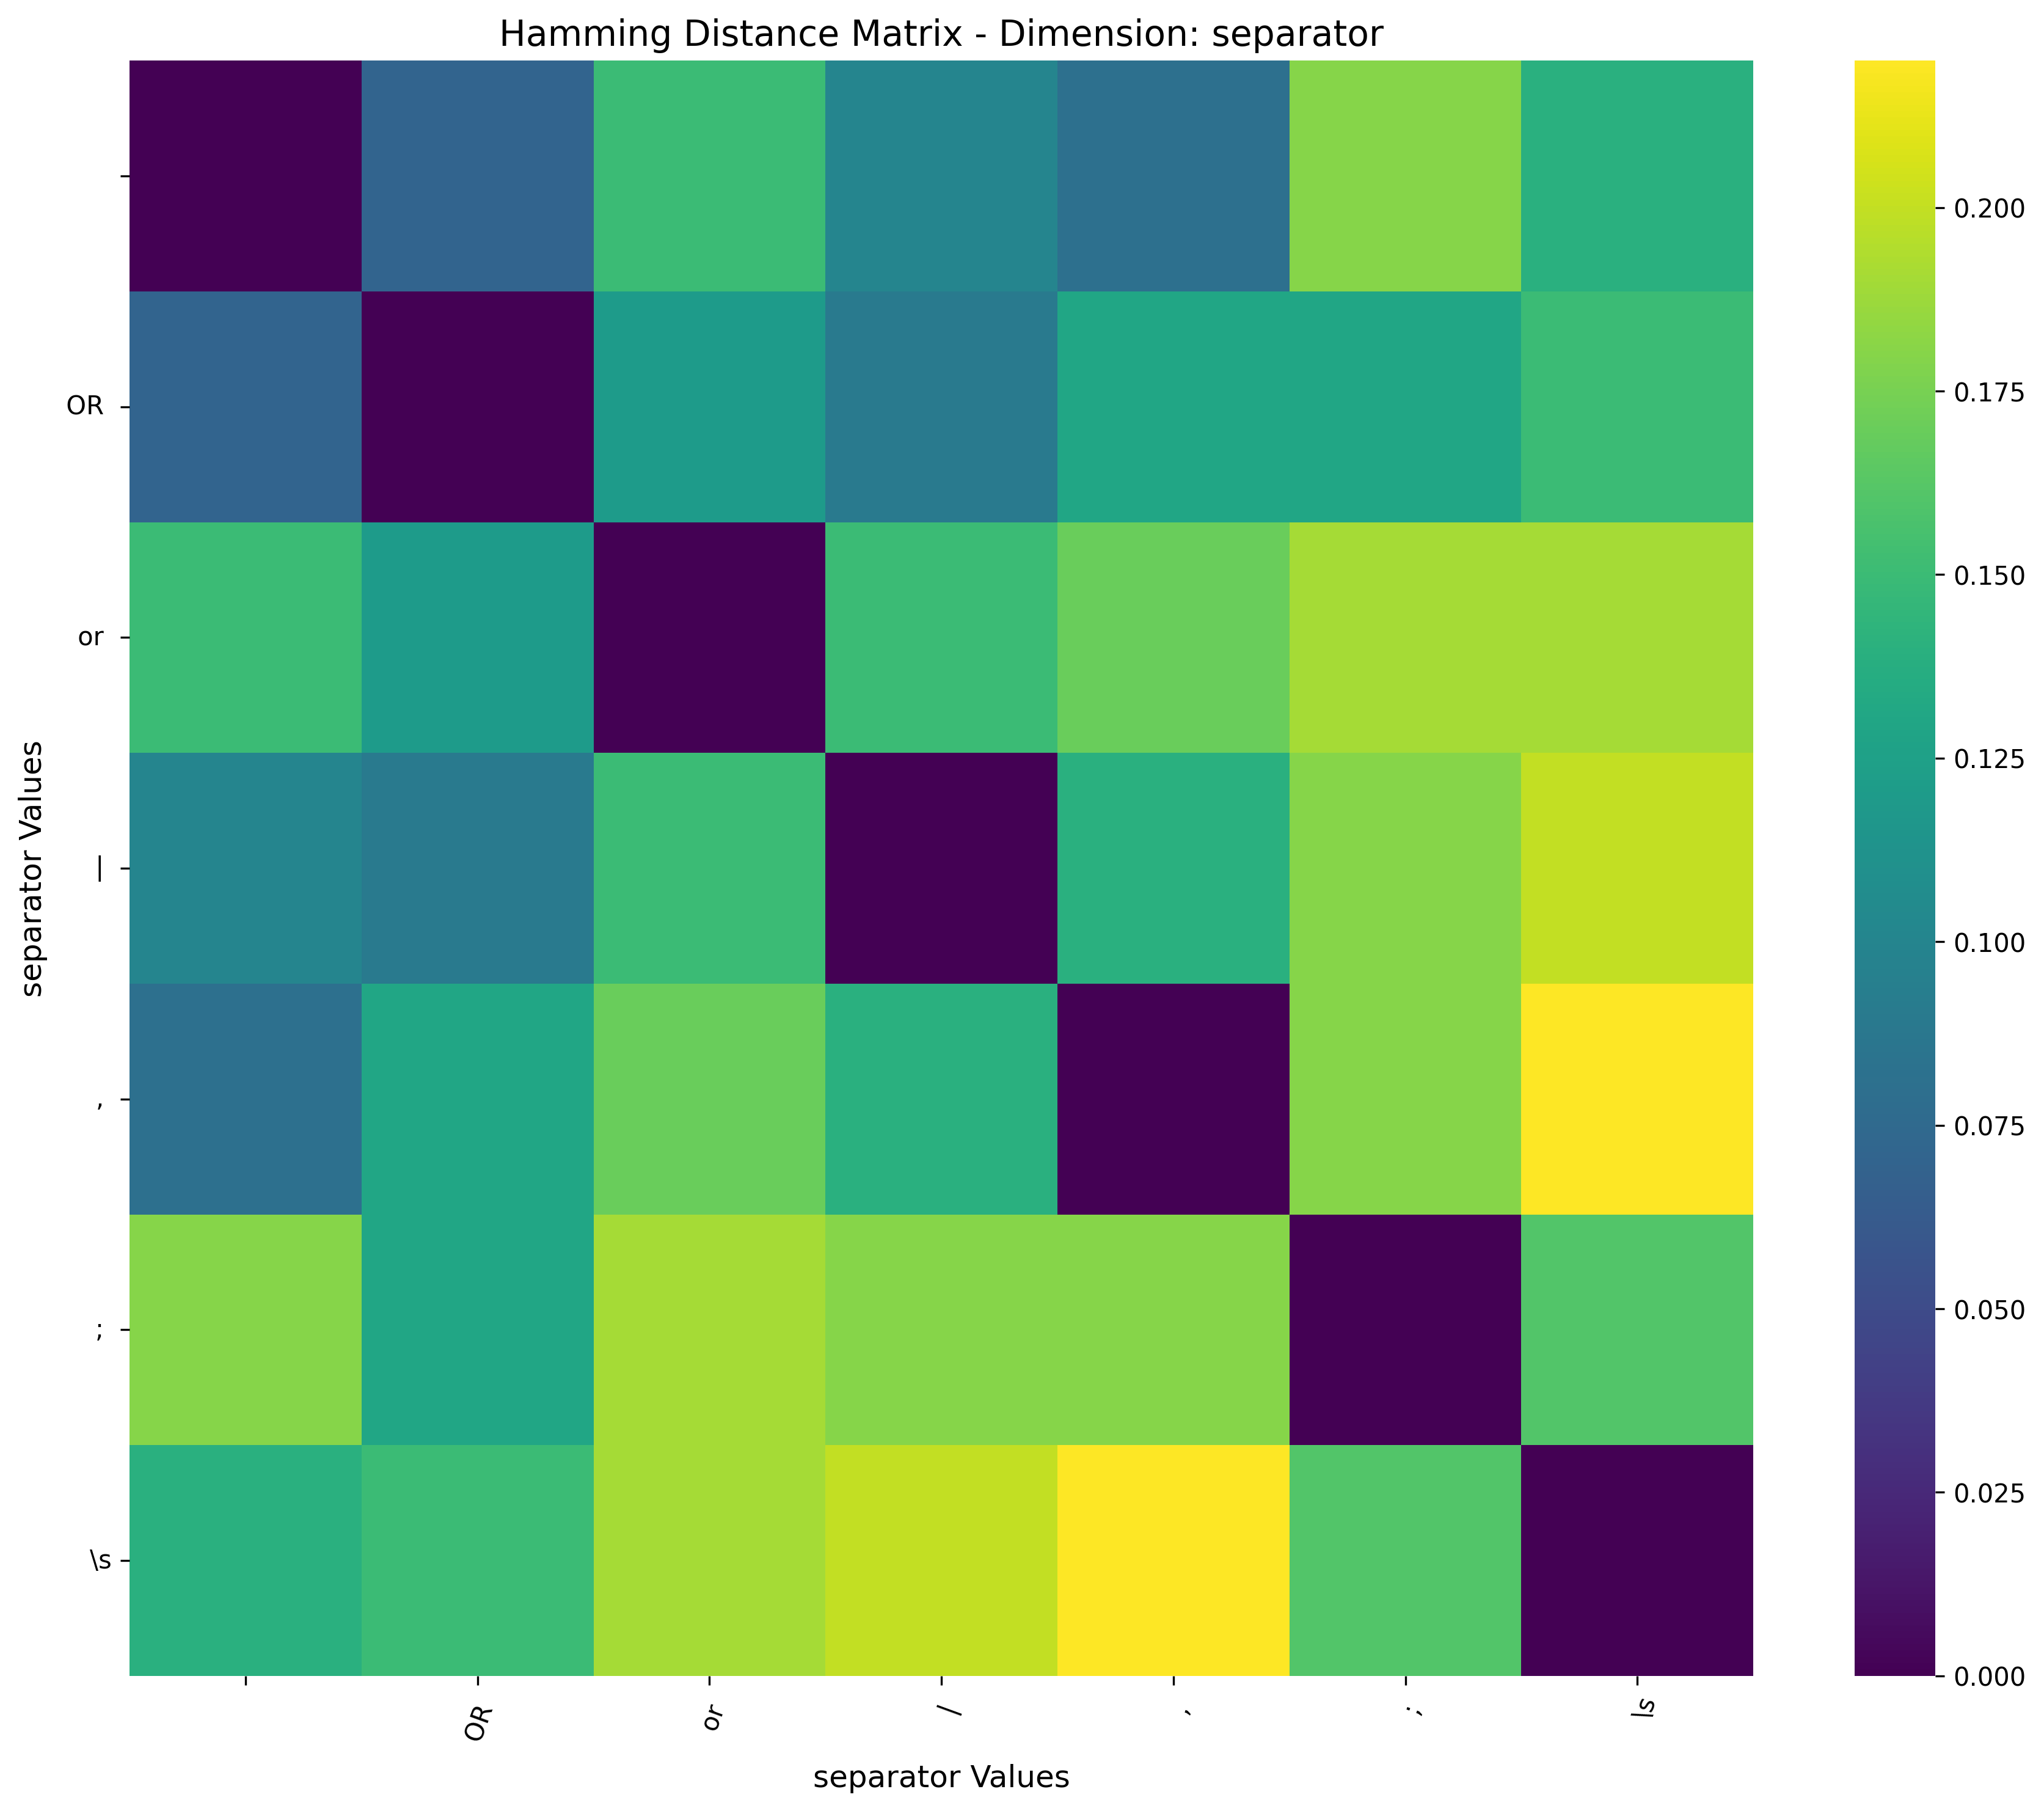 Hamming Distance Matrix - Dimension: separator
separator Values
OR
or
|
,
;
\s
OR
or
|
,
;
\s
separator Values
0.200
0.175
0.150
0.125
0.100
0.075
0.050
0.025
0.000